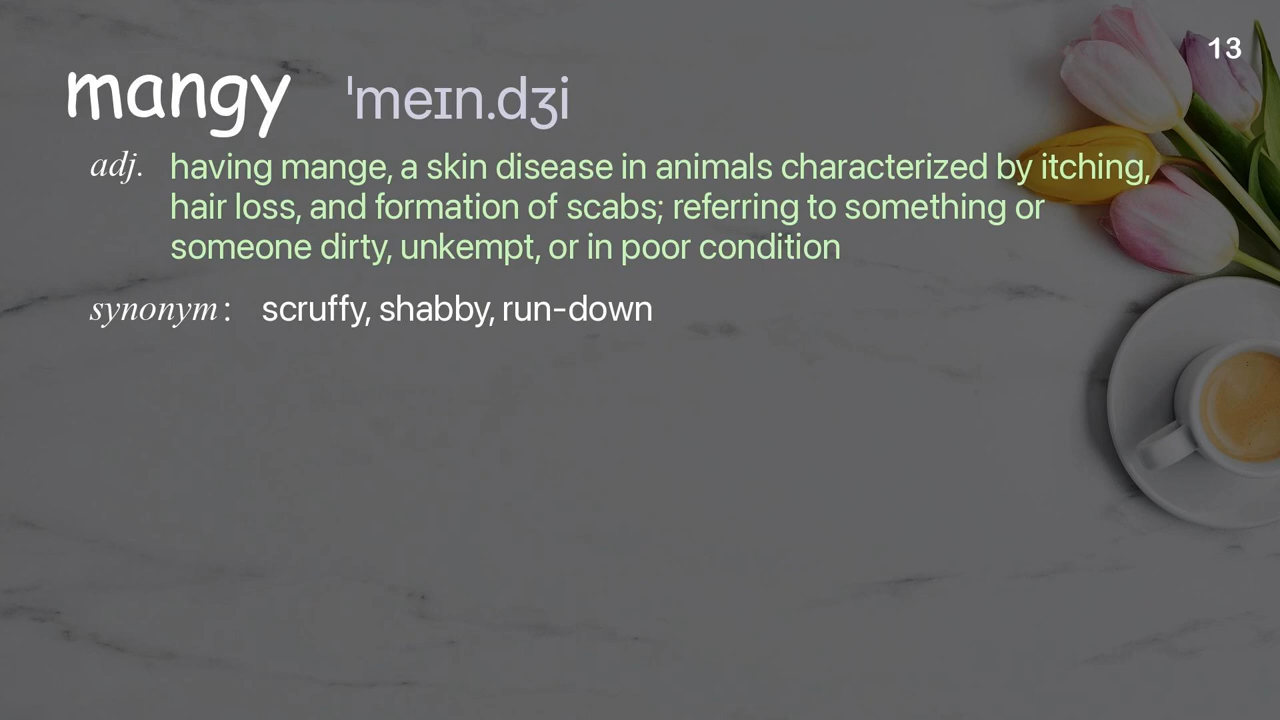 13
mangy ˈmeɪn.dʒi
adj. having mange, a skin disease in animals characterized by itching,
hair loss, and formation of scabs; referring to something or
someone dirty, unkempt, or in poor condition
synonym: scruffy, shabby, run-down